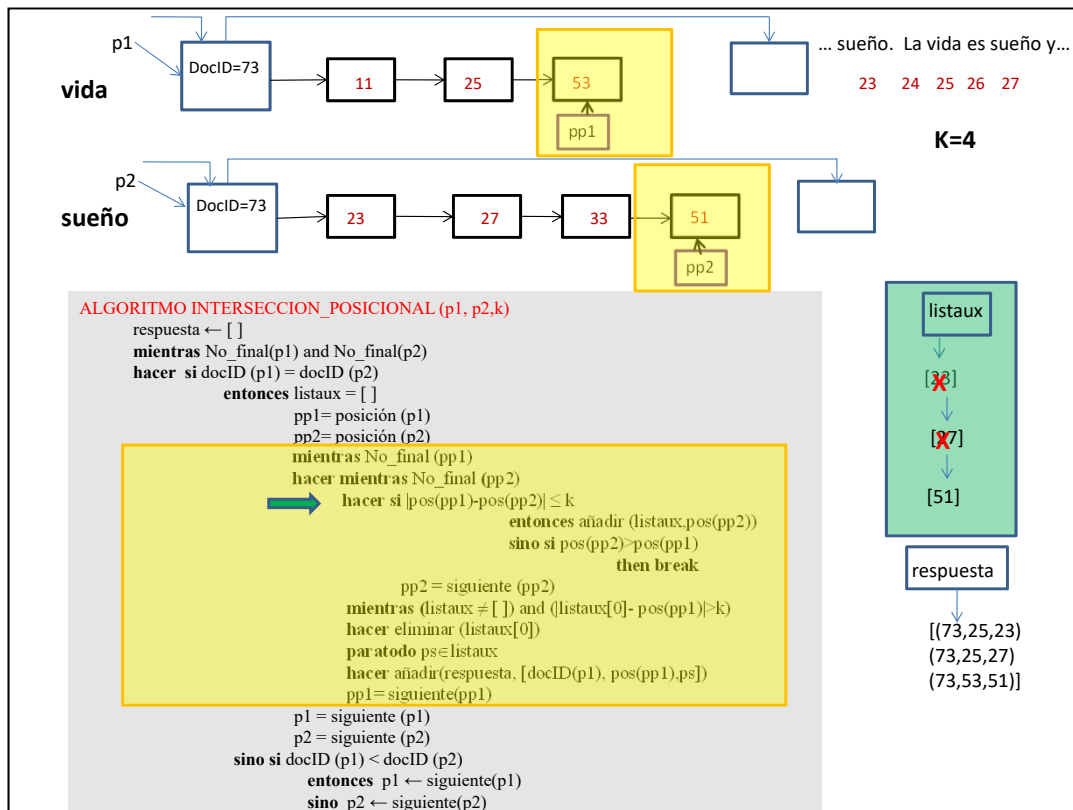 p1
DocID=73
… sueño.  La vida es sueño y…
vida
11
25
53
23 24 25 26 27
pp1
K=4
p2
DocID=73
sueño
23
27
33
51
pp2
ALGORITMO INTERSECCION_POSICIONAL (p1, p2,k)
respuesta ← [ ]
mientras No_final(p1) and No_final(p2)
hacer  si docID (p1) = docID (p2)
entonces listaux = [ ]
pp1= posición (p1)
pp2= posición (p2)
mientras No_final (pp1)
hacer mientras No_final (pp2)
hacer si |pos(pp1)-pos(pp2)| ≤ k
entonces añadir (listaux,pos(pp2))
sino si pos(pp2)>pos(pp1)
then break
pp2 = siguiente (pp2)
mientras (listaux ≠ [ ]) and (|listaux[0]- pos(pp1)|>k)
hacer eliminar (listaux[0])
paratodo ps∈listaux
hacer añadir(respuesta, [docID(p1), pos(pp1),ps])
pp1= siguiente(pp1)
p1 = siguiente (p1)
p2 = siguiente (p2)
sino si docID (p1) < docID (p2)
entonces  p1 ← siguiente(p1)
sino  p2 ← siguiente(p2)
listaux
[23]
X
[27]
X
[51]
respuesta
[(73,25,23)
(73,25,27)
(73,53,51)]